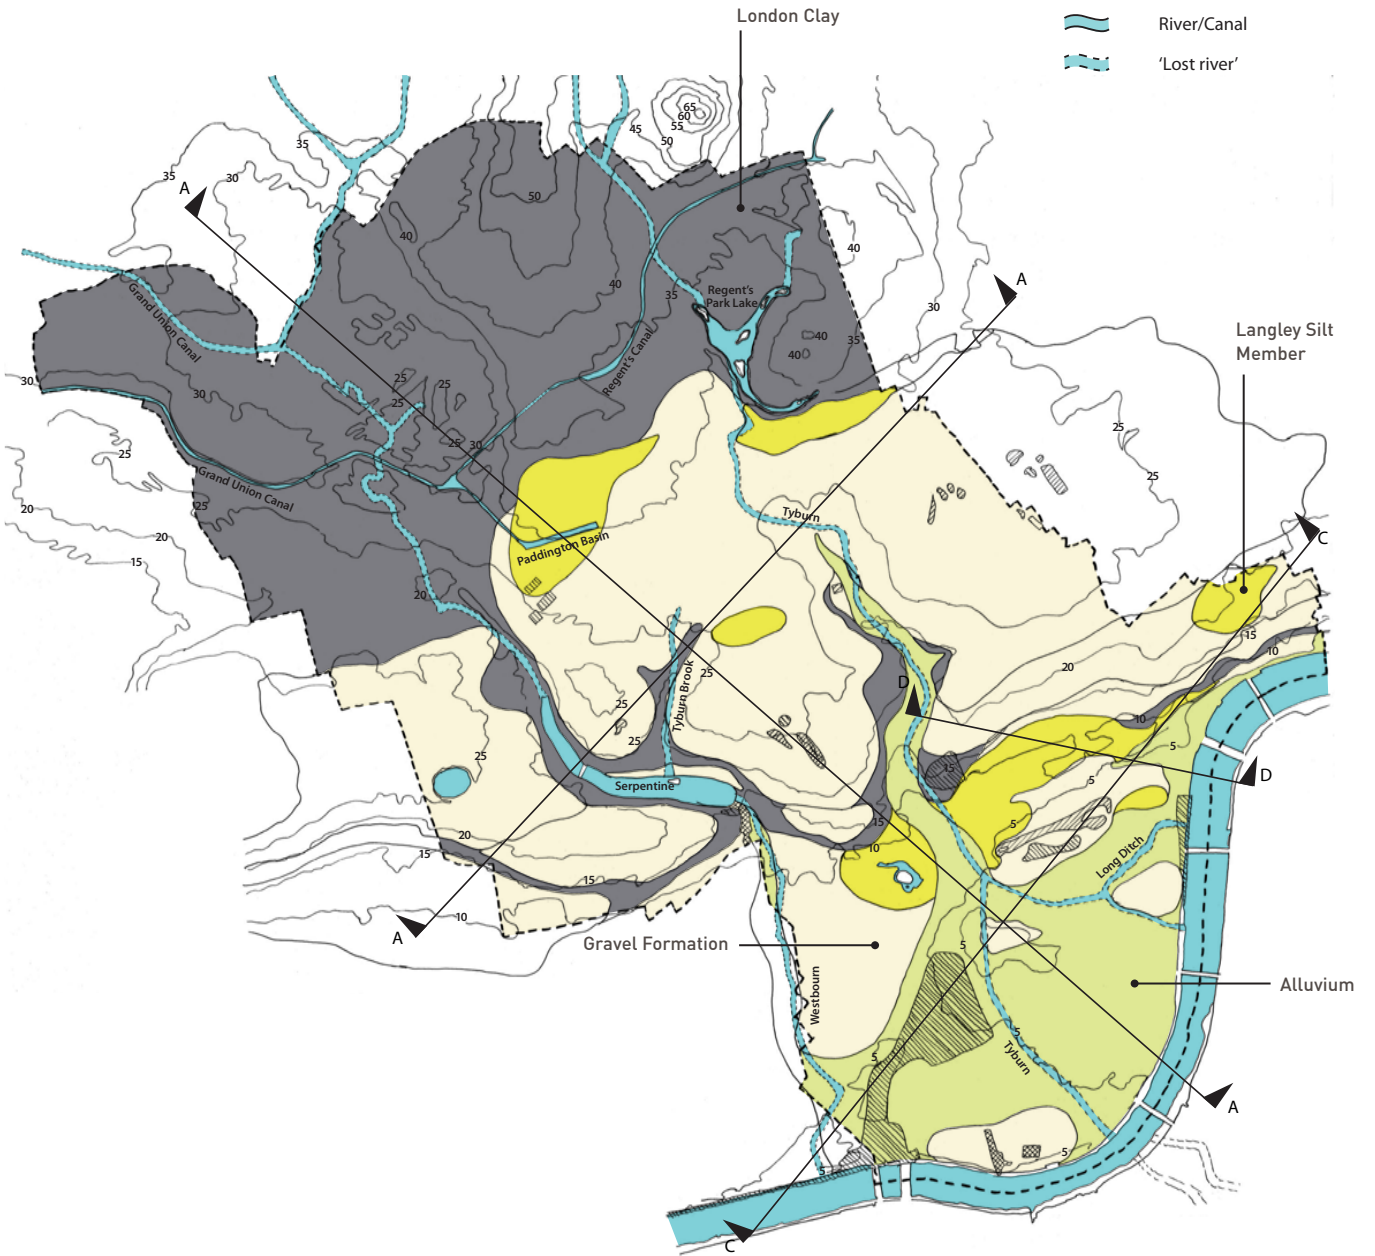 London Clay
River/Canal
'Lost river'
65
60
55
45
50
35
35
30
A
50
40
40
40
A
Regent's
Park Lake
35
30
Grand Union Canal
40
35
40
Langley Silt
Member
Regent's Canal
30
30
25
25
25
25
30
25
25
25
Grand Union Canal
25
20
20
15
Tyburn
C
Paddington Basin
20
15
10
20
25
D
Tyburn Brook
25
25
10
5
25
15
D
Serpentine
5
20
15
5
15
10
Long Ditch
15
10
A
Gravel Formation
5
Westbourn
Alluvium
5
5
Tyburn
A
5
5
C